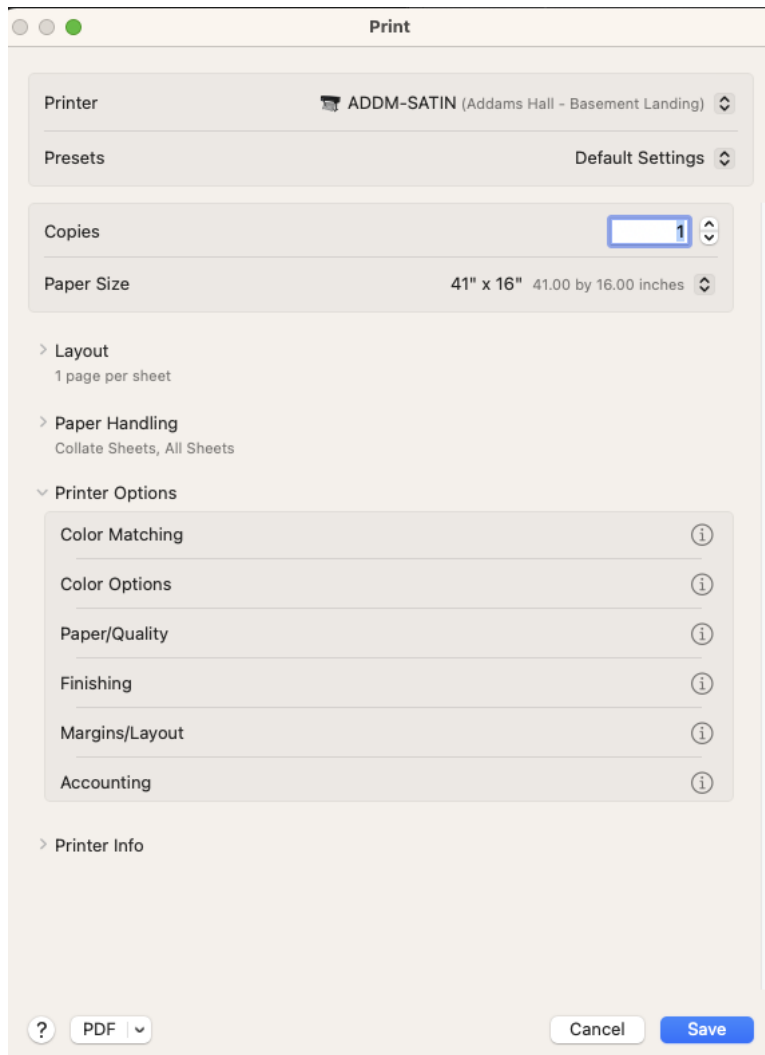 Print
Printer ADDM-SATIN (Addams Hall - Basement Landing)
Presets Default Settings
Copies 1
Paper Size 41" x 16" 41.00 by 16.00 inches
Layout
1 page per sheet
Paper Handling
Collate Sheets, All Sheets
Printer Options
Color Matching
Color Options
Paper/Quality
Finishing
Margins/Layout
Accounting
Printer Info
? PDF Cancel Save